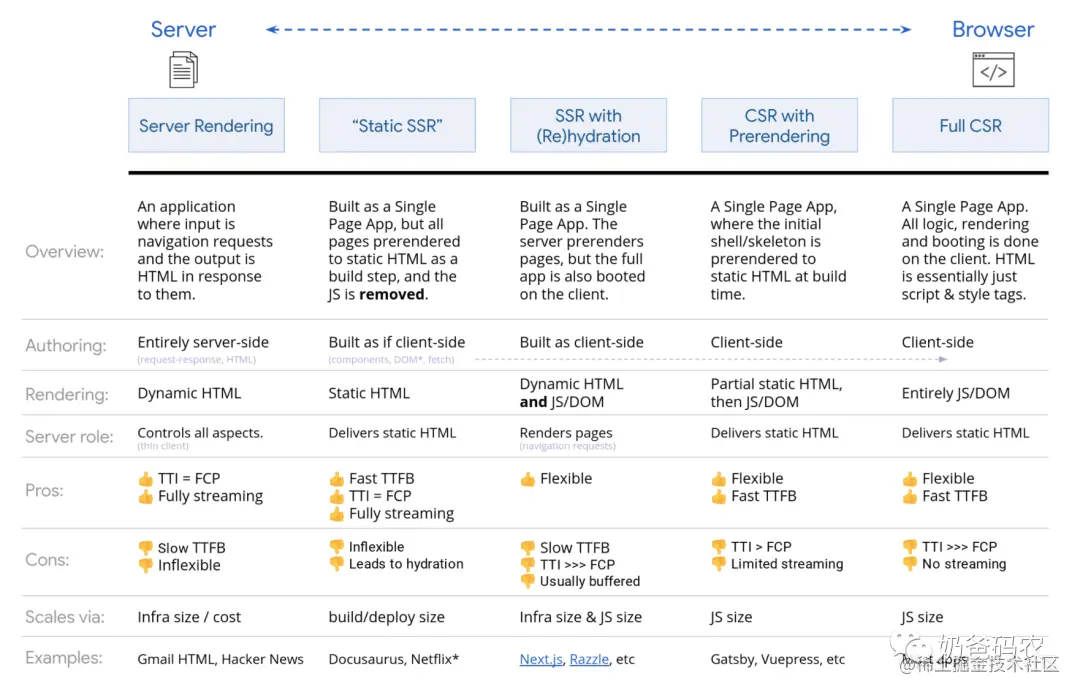 Server
Browser
</>
Server Rendering
“Static SSR”
SSR with
(Re)hydration
CSR with
Prerendering
Full CSR
Overview:
An application
where input is
navigation requests
and the output is
HTML in response
to them.
Built as a Single
Page App, but all
pages prerendered
to static HTML as a
build step, and the
JS is removed.
Built as a Single
Page App. The
server prerenders
pages, but the full
app is also booted
on the client.
A Single Page App,
where the initial
shell/skeleton is
prerendered to
static HTML at build
time.
A Single Page App.
All logic, rendering
and booting is done
on the client. HTML
is essentially just
script & style tags.
Authoring:
Entirely server-side
(request-response, HTML)
Built as if client-side
(components, DOM*, fetch)
Built as client-side
Client-side
Client-side
Rendering:
Dynamic HTML
Static HTML
Dynamic HTML
and JS/DOM
Partial static HTML,
then JS/DOM
Entirely JS/DOM
Server role:
Controls all aspects.
(thin client)
Delivers static HTML
Renders pages
(navigation requests)
Delivers static HTML
Delivers static HTML
Pros:
👍 TTI = FCP
👍 Fully streaming
👍 Fast TTFB
👍 TTI = FCP
👍 Fully streaming
👍 Flexible
👍 Flexible
👍 Fast TTFB
👍 Flexible
👍 Fast TTFB
Cons:
👎 Slow TTFB
👎 Inflexible
👎 Inflexible
👎 Leads to hydration
👎 Slow TTFB
👎 TTI >>> FCP
👎 Usually buffered
👎 TTI > FCP
👎 Limited streaming
👎 TTI >>> FCP
👎 No streaming
Scales via:
Infra size / cost
build/deploy size
Infra size & JS size
JS size
JS size
Examples:
Gmail HTML, Hacker News
Docusaurus, Netflix*
Next.js, Razzle, etc
Gatsby, Vuepress, etc
Most apps
奶爸码农
@稀土掘金技术社区